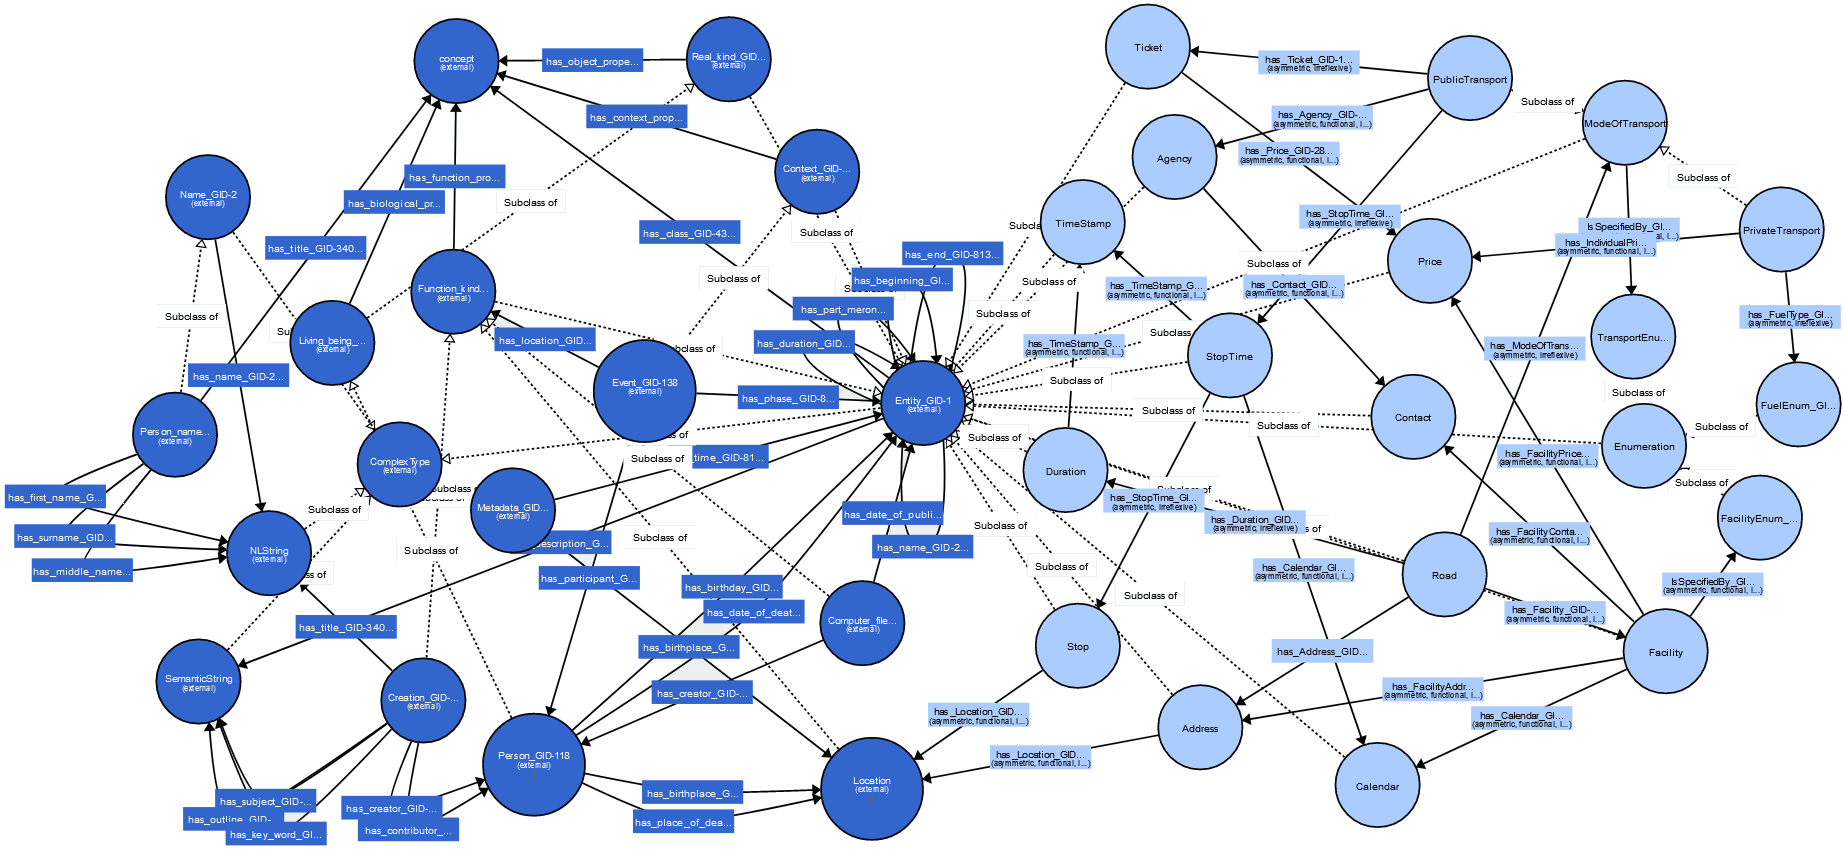 concept
(external)
has_object_prope...
Real_kind_GID...
(external)
Ticket
has_Ticket_GID-1...
(asymmetric, irreflexive)
PublicTransport
Subclass of
ModeOfTransport
has_context_prop...
has_Agency_GID-...
(asymmetric, functional, i...)
has_Price_GID-28...
(asymmetric, functional, i...)
Agency
Context_GID-...
(external)
has_function_pro...
Subclass of
Name_GID-2
(external)
has_biological_pr...
Subclass of
has_title_GID-340...
has_class_GID-43...
Subclass of
TimeStamp
has_StopTime_GI...
(asymmetric, irreflexive)
IsSpecifiedBy_GI...
has_IndividualPri...
(asymmetric, functional, i...)
PrivateTransport
has_end_GID-813...
Subclass of
Price
Function_kind...
(external)
Subclass of
has_beginning_GI...
Subclass of
has_TimeStamp_G...
(asymmetric, functional, i...)
has_Contact_GID...
(asymmetric, functional, i...)
has_part_meron...
Subclass of
has_FuelType_GI...
(asymmetric, irreflexive)
Living_being_...
(external)
has_location_GID...
has_duration_GID...
has_TimeStamp_G...
(asymmetric, functional, i...)
StopTime
has_ModeOfTrans...
(asymmetric, irreflexive)
TransportEnu...
has_name_GID-2...
Event_GID-138
(external)
has_phase_GID-8...
Entity_GID-1
(external)
Subclass of
Subclass of
Subclass of
Contact
Subclass of
FuelEnum_GI...
Subclass of
Person_name...
(external)
Subclass of
Enumeration
ComplexType
(external)
Subclass of
time_GID-81...
Duration
has_FacilityPrice...
(asymmetric, functional, i...)
Subclass of
has_first_name_G...
Subclass of
Metadata_GID...
(external)
has_date_of_publi...
has_StopTime_GI...
(asymmetric, irreflexive)
has_Duration_GID...
(asymmetric, irreflexive)
FacilityEnum_...
has_surname_GID...
has_middle_name...
NLString
(external)
Subclass of
Subclass of
has_name_GID-2...
Subclass of
has_FacilityConta...
(asymmetric, functional, i...)
has_participant_G...
has_birthday_GID...
Subclass of
has_Calendar_GI...
(asymmetric, functional, i...)
Road
IsSpecifiedBy_GI...
(asymmetric, functional, i...)
has_date_of_deat...
Subclass of
has_Facility_GID-...
(asymmetric, functional, i...)
has_title_GID-340...
Computer_file...
(external)
has_birthplace_G...
Stop
has_Address_GID...
Facility
SemanticString
(external)
Creation_GID-...
(external)
has_creator_GID-...
has_FacilityAddr...
(asymmetric, functional, i...)
has_Location_GID...
(asymmetric, functional, i...)
Address
has_Calendar_GI...
(asymmetric, functional, i...)
Person_GID-118
(external)
has_Location_GID...
(asymmetric, functional, i...)
Location
(external)
Calendar
has_subject_GID-...
has_outline_GID-
has_key_word_GI...
has_creator_GID-...
has_contributor_...
has_birthplace_G...
has_place_of_dea...